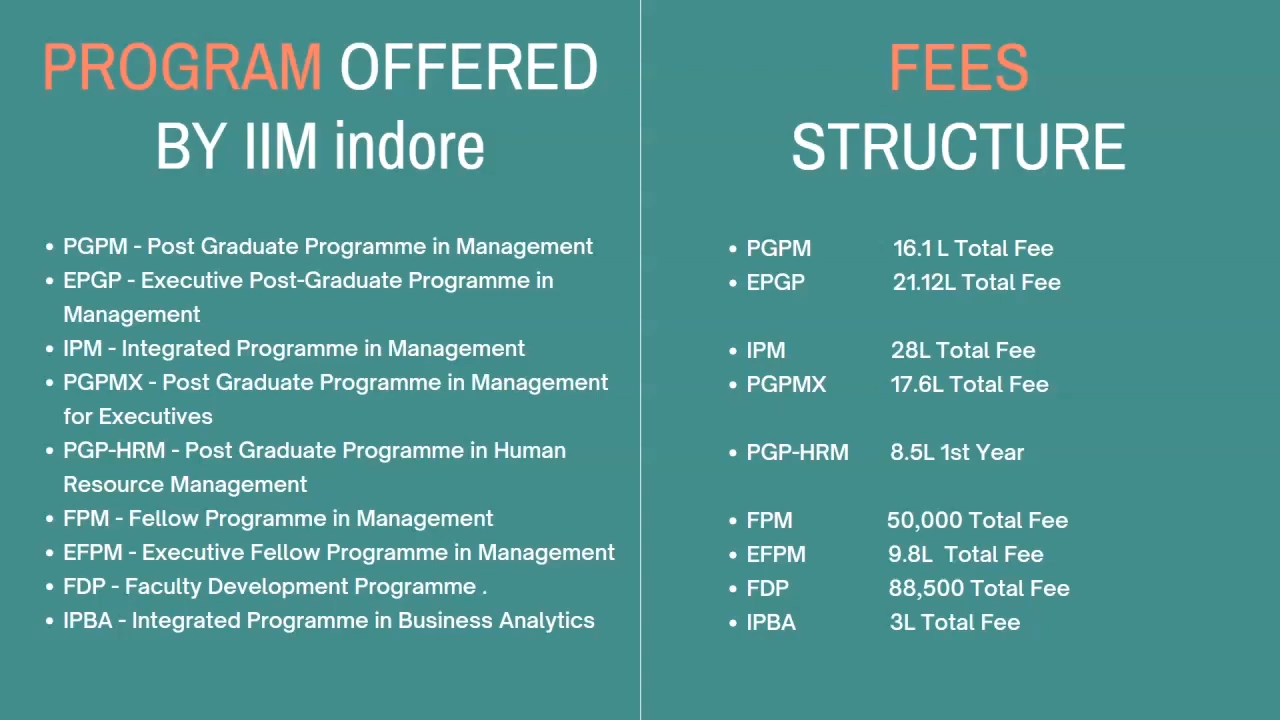 PROGRAM OFFERED
BY IIM indore
• PGPM - Post Graduate Programme in Management
• EPGP - Executive Post-Graduate Programme in
Management
• IPM - Integrated Programme in Management
• PGPMX - Post Graduate Programme in Management
for Executives
• PGP-HRM - Post Graduate Programme in Human
Resource Management
• FPM - Fellow Programme in Management
• EFPM - Executive Fellow Programme in Management
• FDP - Faculty Development Programme .
• IPBA - Integrated Programme in Business Analytics
FEES
STRUCTURE
• PGPM 16.1 L Total Fee
• EPGP 21.12L Total Fee
• IPM 28L Total Fee
• PGPMX 17.6L Total Fee
• PGP-HRM 8.5L 1st Year
• FPM 50,000 Total Fee
• EFPM 9.8L Total Fee
• FDP 88,500 Total Fee
• IPBA 3L Total Fee